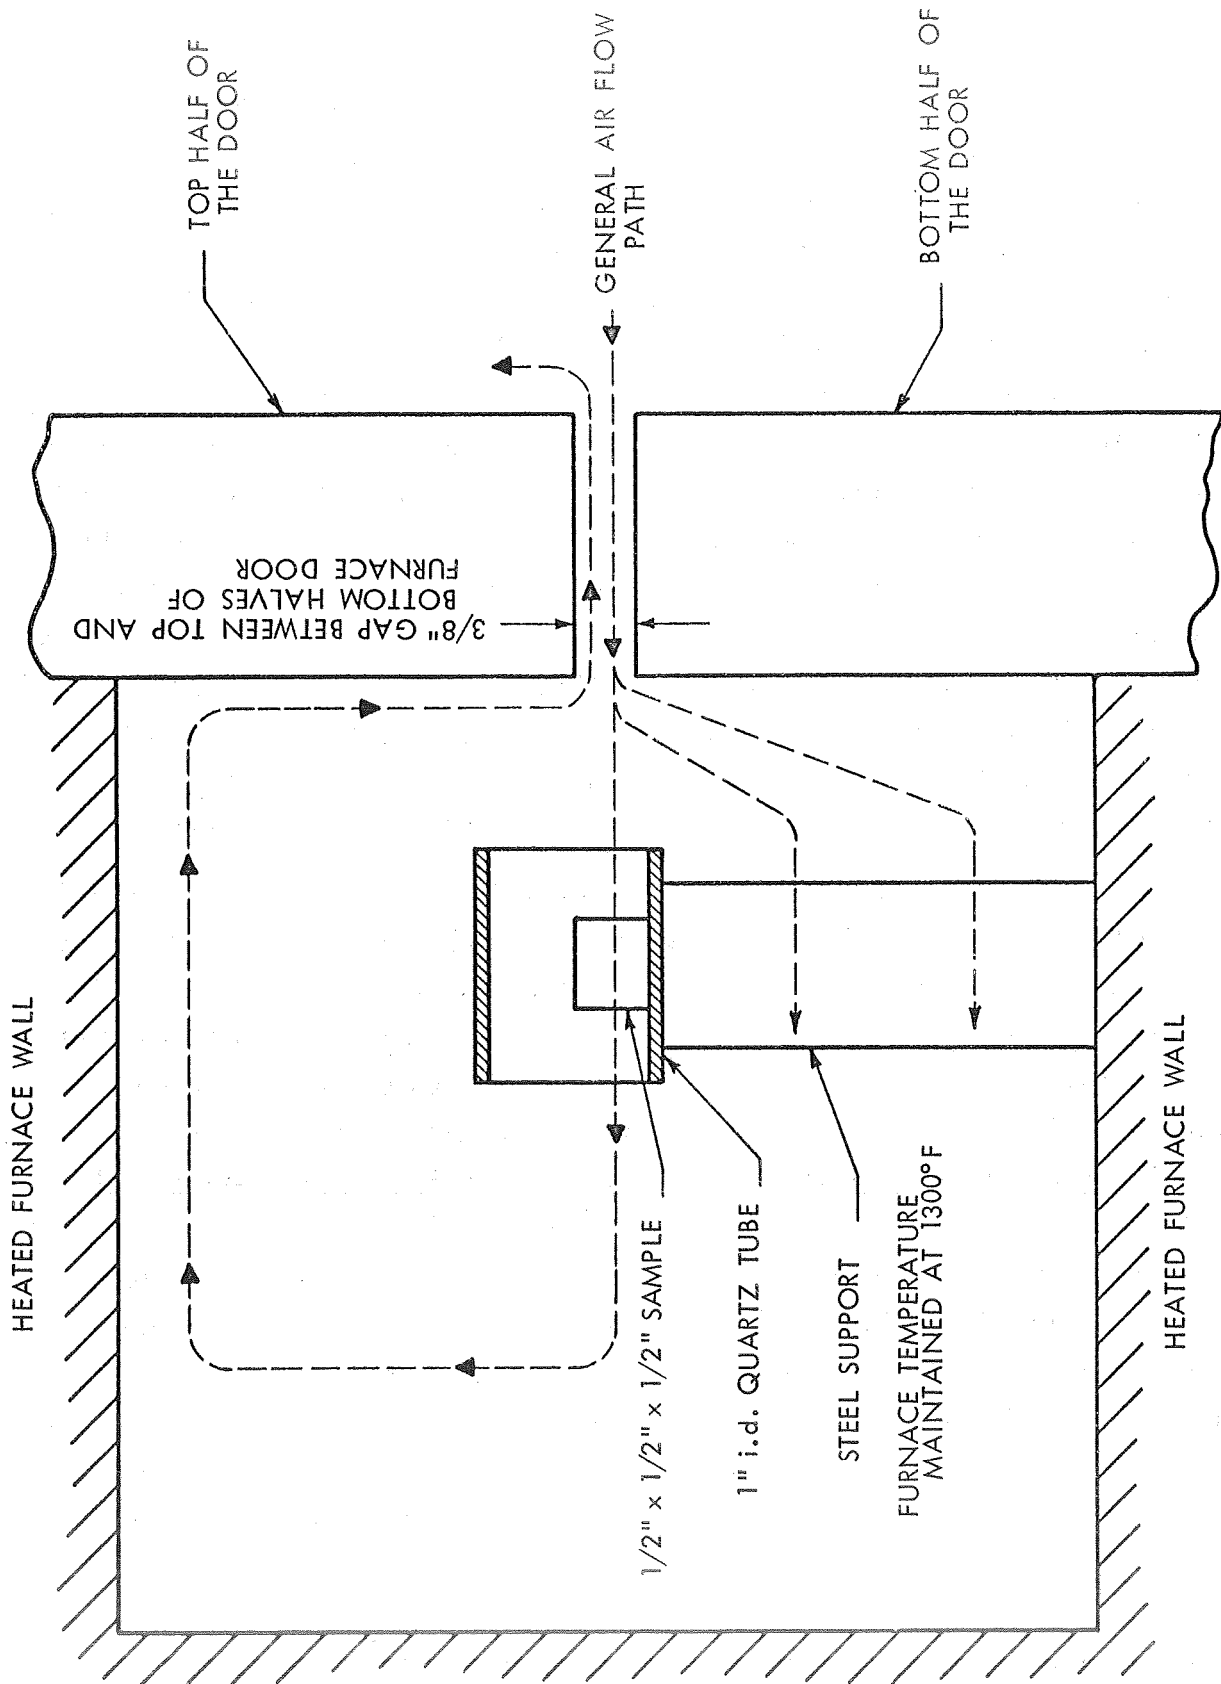 HEATED FURNACE WALL
TOP HALF OF
THE DOOR
3/8" GAP BETWEEN TOP AND
BOTTOM HALVES OF
FURNACE DOOR
GENERAL AIR FLOW
PATH
1/2" x 1/2" x 1/2" SAMPLE
1" i.d. QUARTZ TUBE
STEEL SUPPORT
FURNACE TEMPERATURE
MAINTAINED AT 1300°F
BOTTOM HALF OF
THE DOOR
HEATED FURNACE WALL